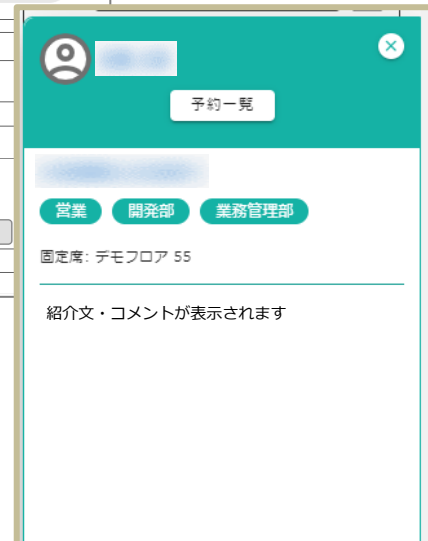 予約一覧
営業 開発部 業務管理部
固定席: デモフロア 55
紹介文・コメントが表示されます